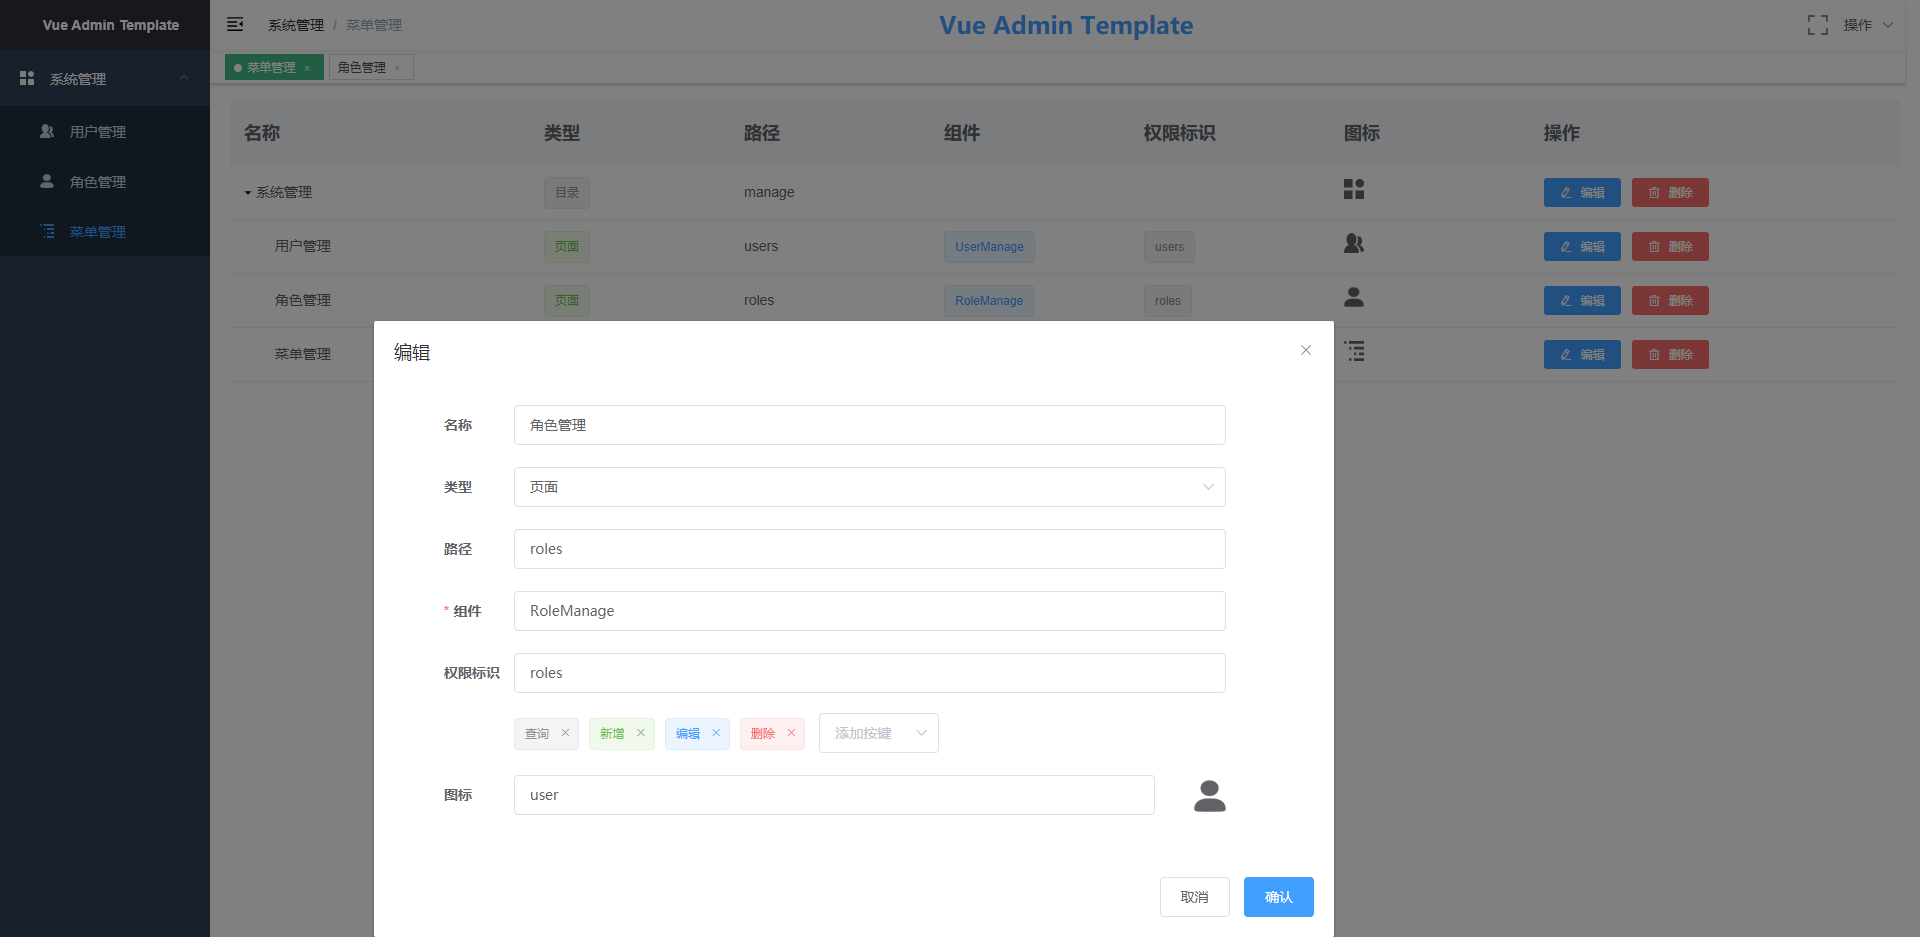 Vue Admin Template
系统管理 / 菜单管理
Vue Admin Template
操作
菜单管理 ×
角色管理 ×
系统管理
用户管理
角色管理
菜单管理
名称 类型 路径 组件 权限标识 图标 操作
系统管理 目录 manage 编辑 删除
用户管理 页面 users UserManage users 编辑 删除
角色管理 页面 roles RoleManage roles 编辑 删除
菜单管理 编辑 删除
编辑
名称 角色管理
类型 页面
路径 roles
* 组件 RoleManage
权限标识 roles
查询 新增 编辑 删除 添加按键
图标 user
取消 确认